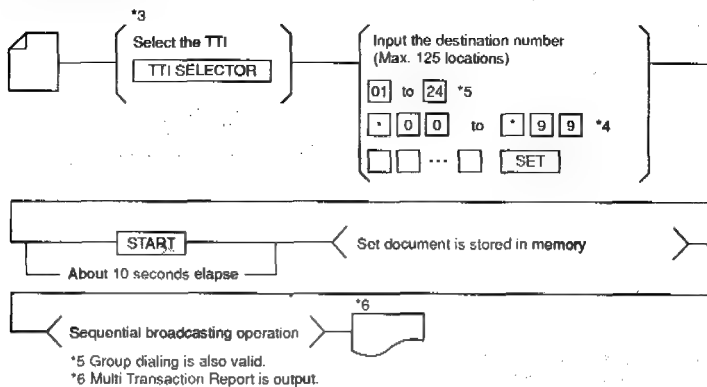 *3
Select the TTI
TTI SELECTOR
Input the destination number
(Max. 125 locations)
01 to 24 *5
* 0 0 to * 9 9 *4
... SET
START
About 10 seconds elapse
Set document is stored in memory
Sequential broadcasting operation
*6
*5 Group dialing is also valid.
*6 Multi Transaction Report is output.